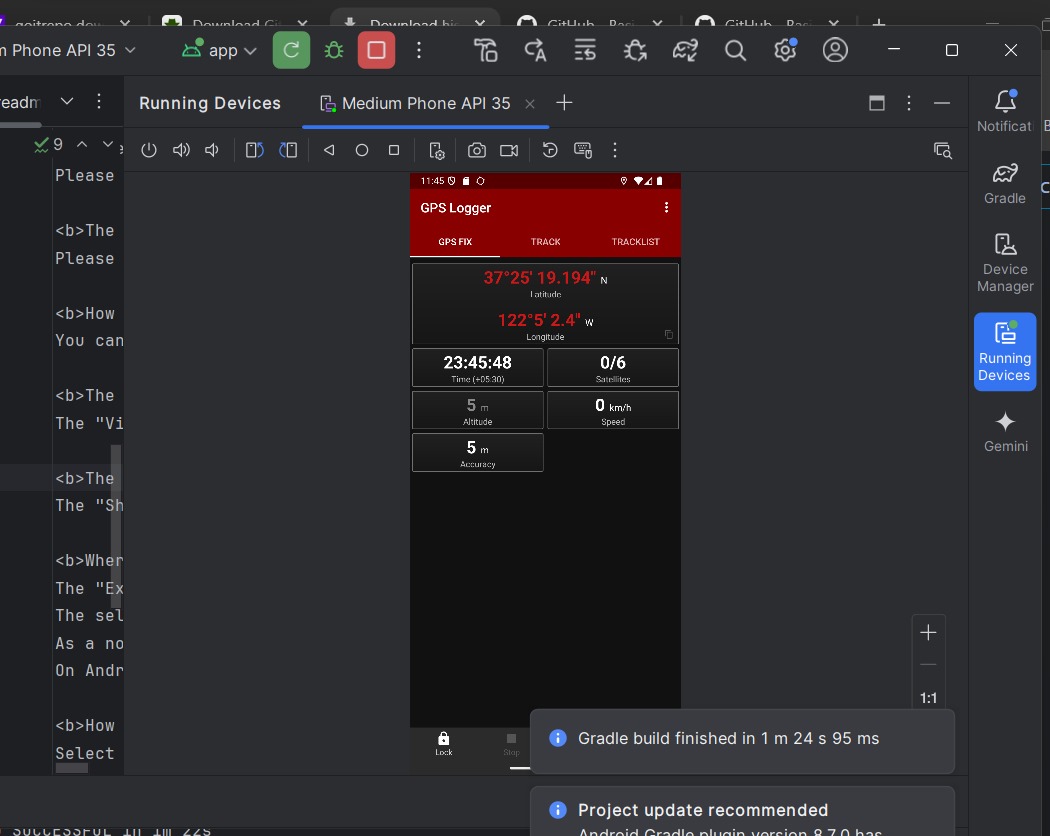 Download Gi
Download hi
GitHub - Basi
GitHub - Basi
m Phone API 35
app
readm
Running Devices
Medium Phone API 35
Notificat
9
Please
<b>The
Please
<b>How
You can
<b>The
The "Vi
<b>The
The "Sh
<b>Wher
The "Ex
The sel
As a no
On Andr
<b>How
Select
11:45
GPS Logger
GPS FIX
TRACK
TRACKLIST
37°25' 19.194" N
Latitude
122°5' 2.4" W
Longitude
23:45:48
Time (+05:30)
0/6
Satellites
5 m
Altitude
0 km/h
Speed
5 m
Accuracy
Lock
Stop
Gradle
Device
Manager
Running
Devices
Gemini
1:1
Gradle build finished in 1 m 24 s 95 ms
Project update recommended
Android Gradle plugin version 8.7.0 has
SUCCESSFUL in 1m 22s